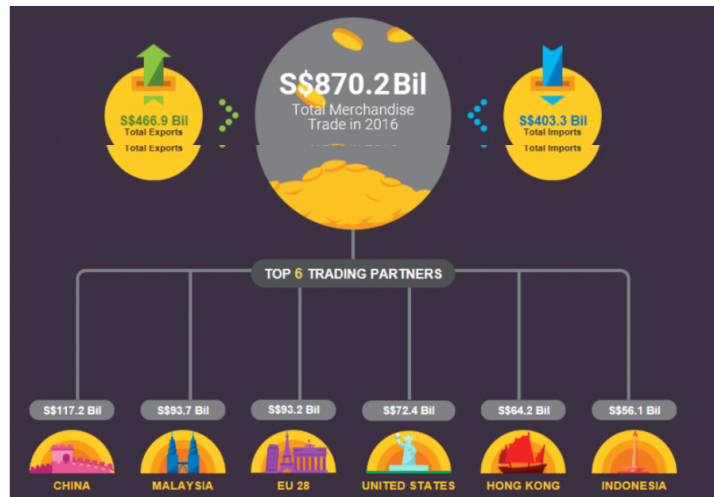 S$870.2 Bil
Total Merchandise
Trade in 2016
S$466.9 Bil
Total Exports
Total Exports
S$403.3 Bil
Total Imports
Total Imports
TOP 6 TRADING PARTNERS
S$117.2 Bil
S$93.7 Bil
S$93.2 Bil
S$72.4 Bil
S$64.2 Bil
S$56.1 Bil
CHINA
MALAYSIA
EU 28
UNITED STATES
HONG KONG
INDONESIA